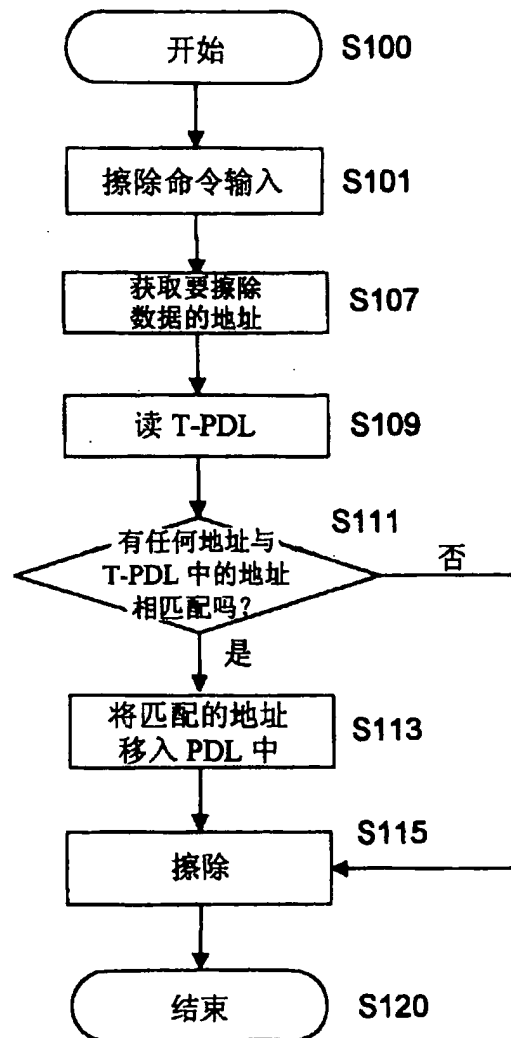 开始
S100
擦除命令输入
S101
获取要擦除
数据的地址
S107
读 T-PDL
S109
S111
有任何地址与
T-PDL 中的地址
相匹配吗？
否
是
将匹配的地址
移入 PDL 中
S113
S115
擦除
结束
S120